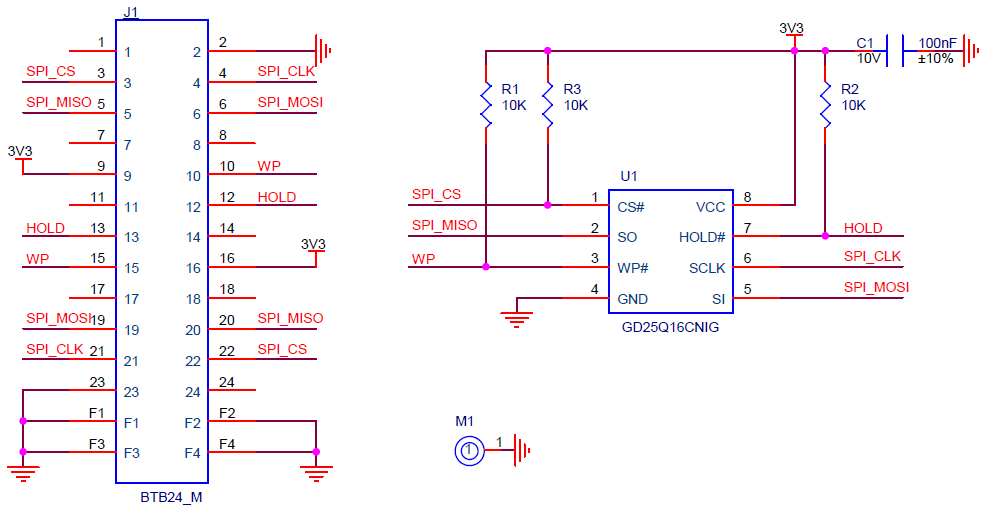 J1
1 1 2 2
SPI_CS 3 3 4 4 SPI_CLK
SPI_MISO 5 5 6 6 SPI_MOSI
7 7 8 8
3V3 9 9 10 10 WP
11 11 12 12 HOLD
HOLD 13 13 14 14
WP 15 15 16 16 3V3
17 17 18 18
SPI_MOSI 19 19 20 20 SPI_MISO
SPI_CLK 21 21 22 22 SPI_CS
23 23 24 24
F1 F1 F2 F2
F3 F3 F4 F4
BTB24_M
3V3
C1 100nF
10V ±10%
R1 R3 R2
10K 10K 10K
U1
SPI_CS 1 CS# VCC 8
SPI_MISO 2 SO HOLD# 7 HOLD
WP 3 WP# SCLK 6 SPI_CLK
4 GND SI 5 SPI_MOSI
GD25Q16CNIG
M1
1 1